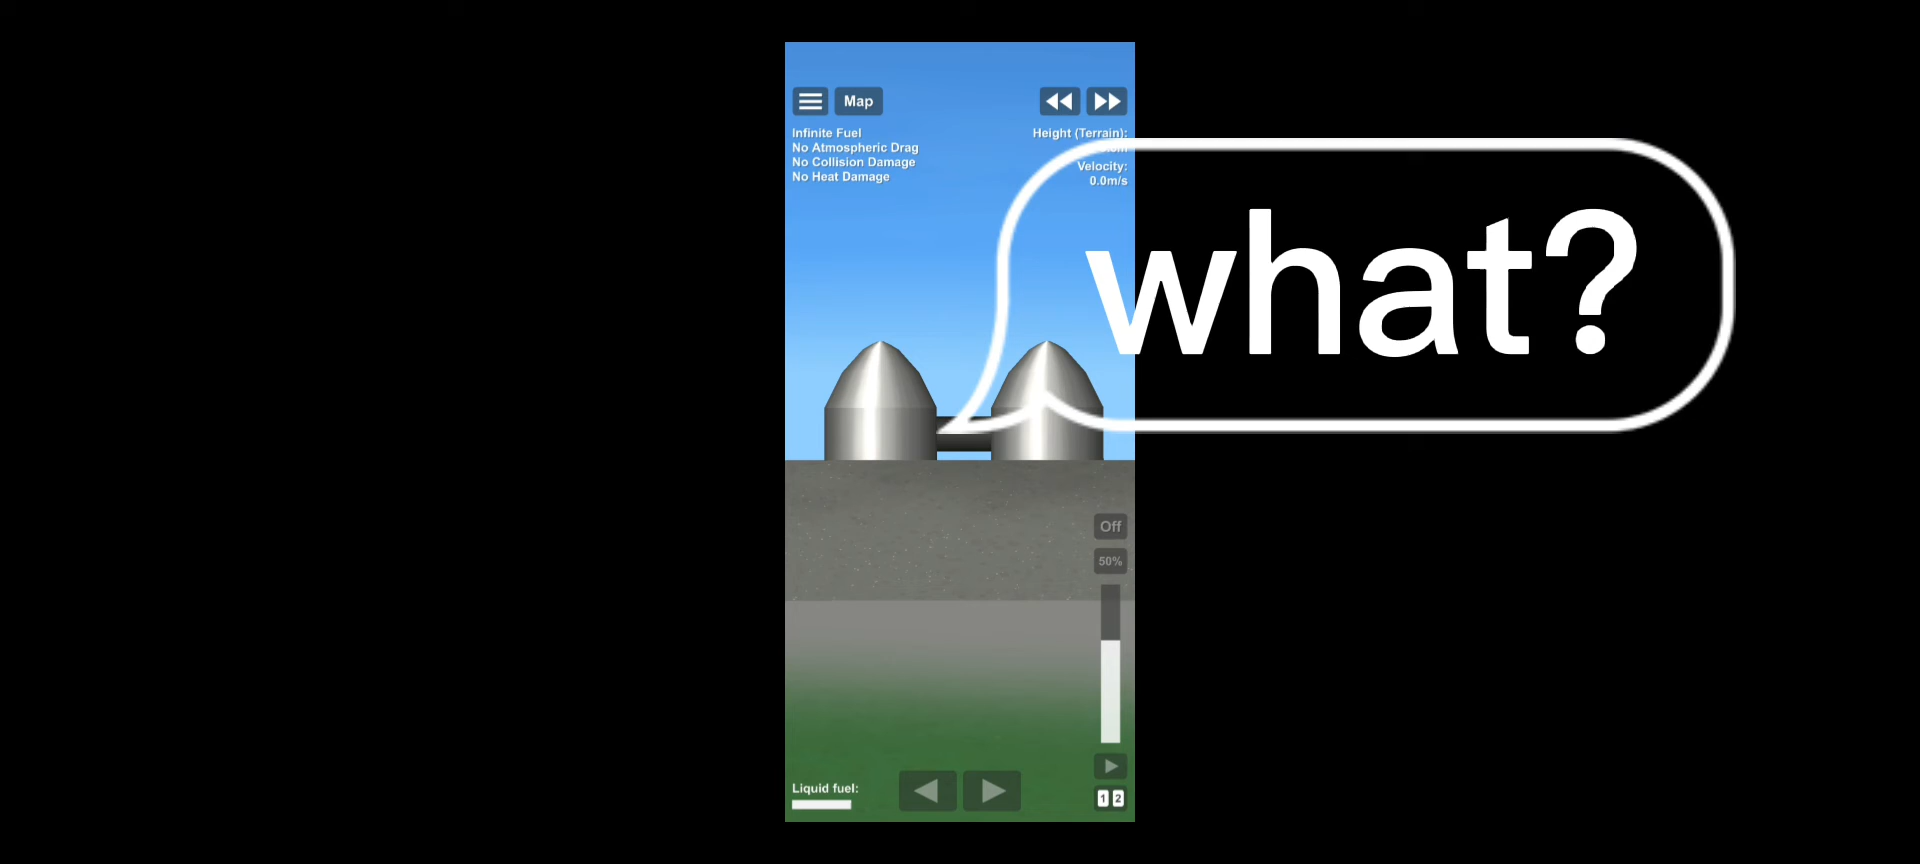 Map
Infinite Fuel
No Atmospheric Drag
No Collision Damage
No Heat Damage
Height (Terrain):
Velocity:
0.0m/s
what?
Off
50%
Liquid fuel:
1 2